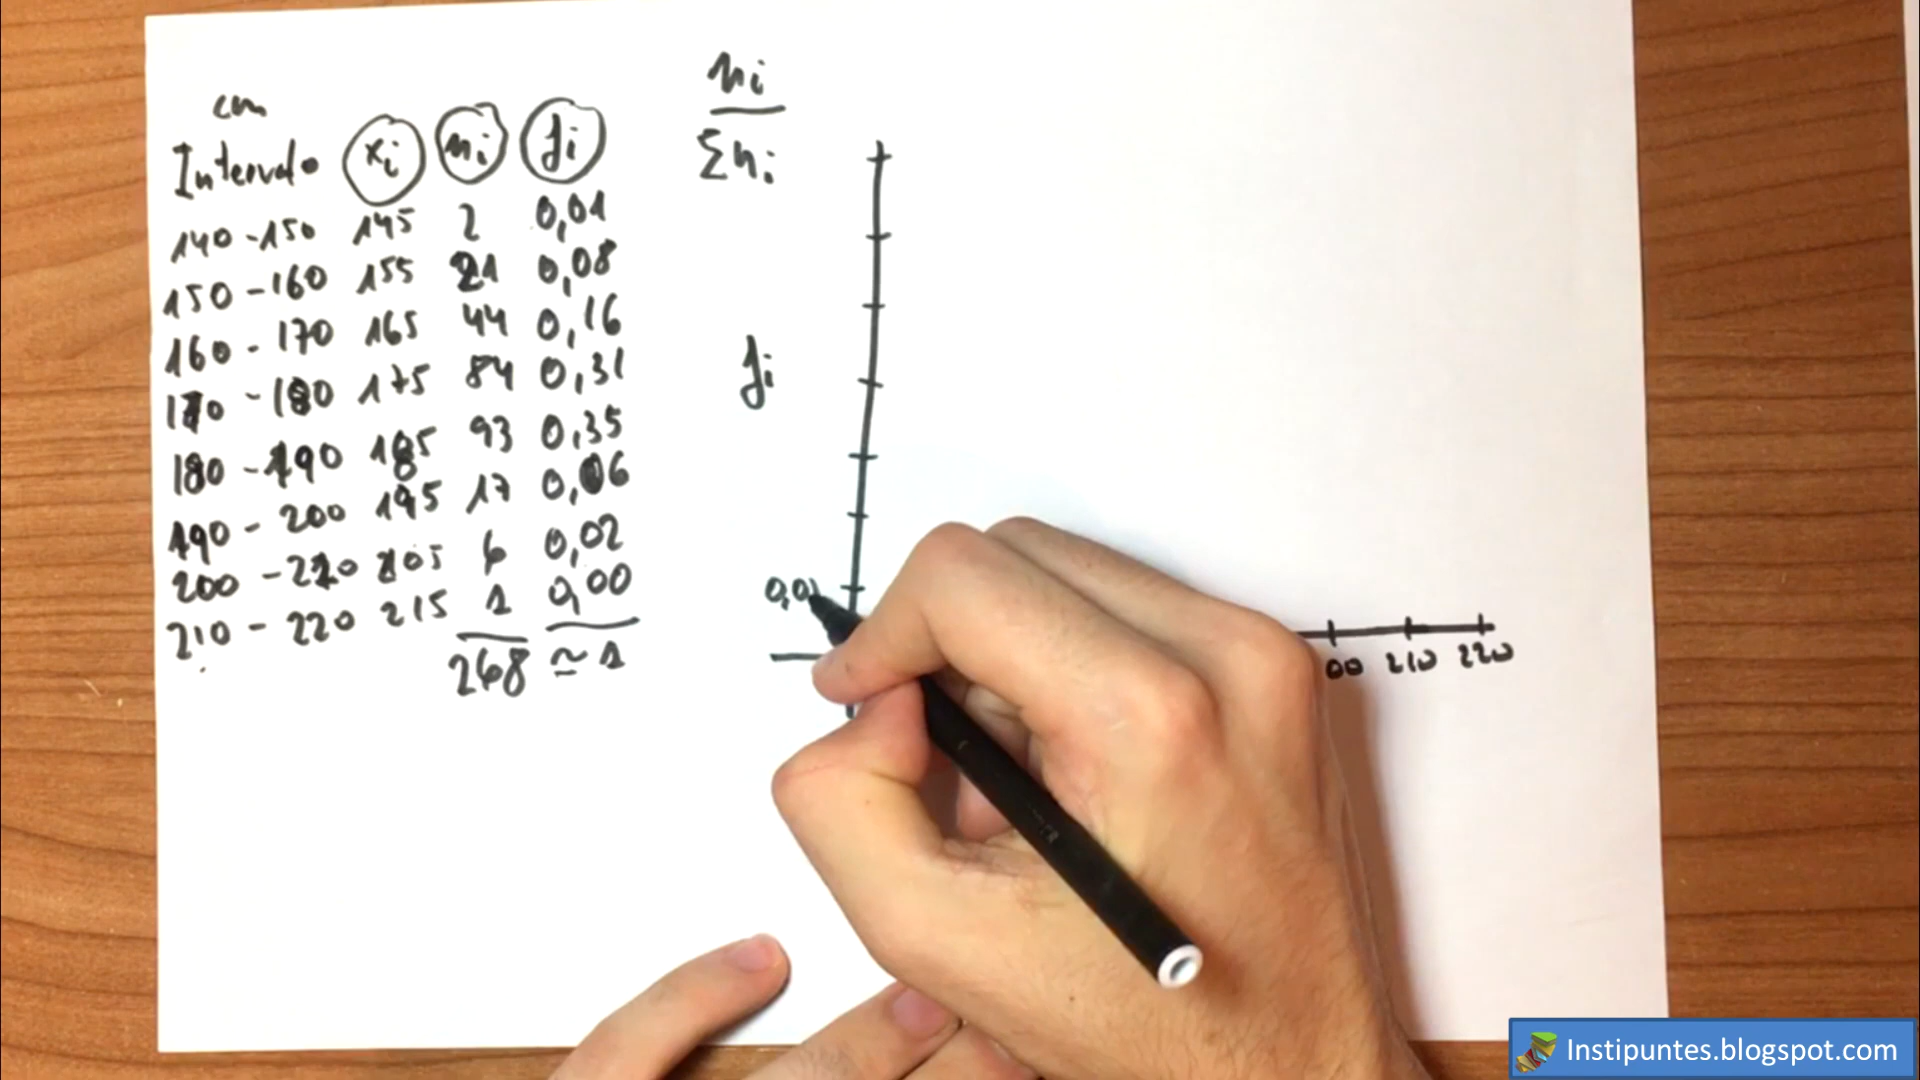 cm
Intervalo xi ni fi
140 - 150 145 2 0,01
150 - 160 155 21 0,08
160 - 170 165 44 0,16
170 - 180 175 84 0,31
180 - 190 185 93 0,35
190 - 200 195 17 0,06
200 - 210 205 6 0,02
210 - 220 215 1 0,00
268 ≃ 1
ni
Σni
fi
0,0
00 210 220
Instipuntes.blogspot.com